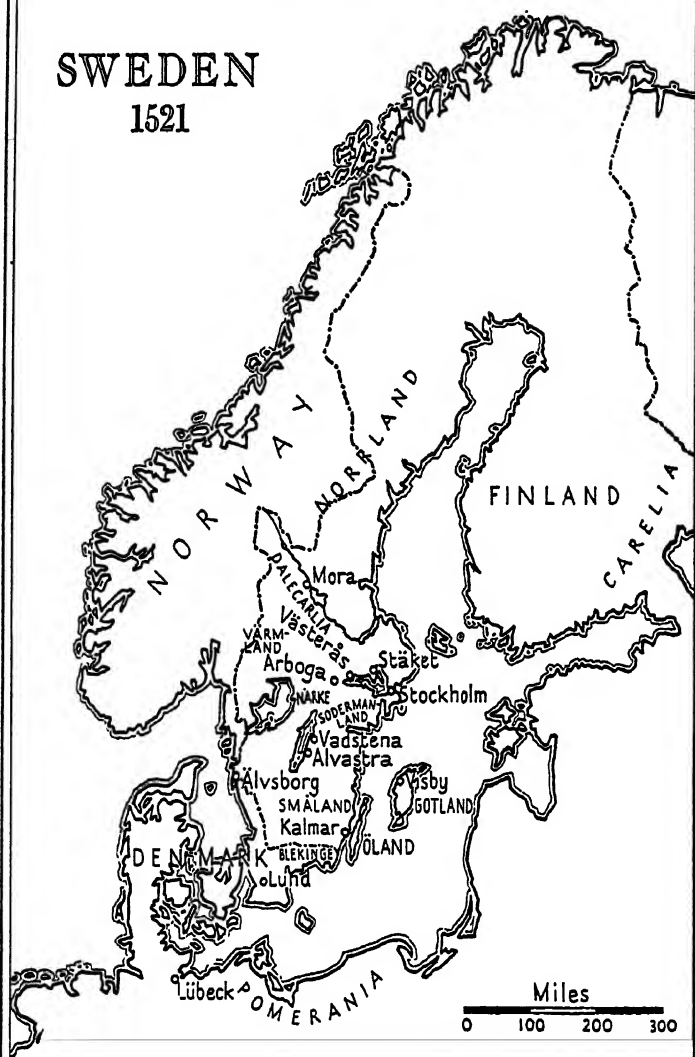 SWEDEN
1521
NORWAY
NORRLAND
FINLAND
CARELIA
DALECARLIA
Mora
VÄRM-
LAND
Västerås
Arboga
Stäket
Stockholm
NÄRKE
SODERMAN-
LAND
Vadstena
Alvastra
Älvsborg
Visby
GOTLAND
SMÅLAND
Kalmar
ÖLAND
DENMARK
BLEKINGE
Lund
Lübeck
POMERANIA
Miles
0 100 200 300